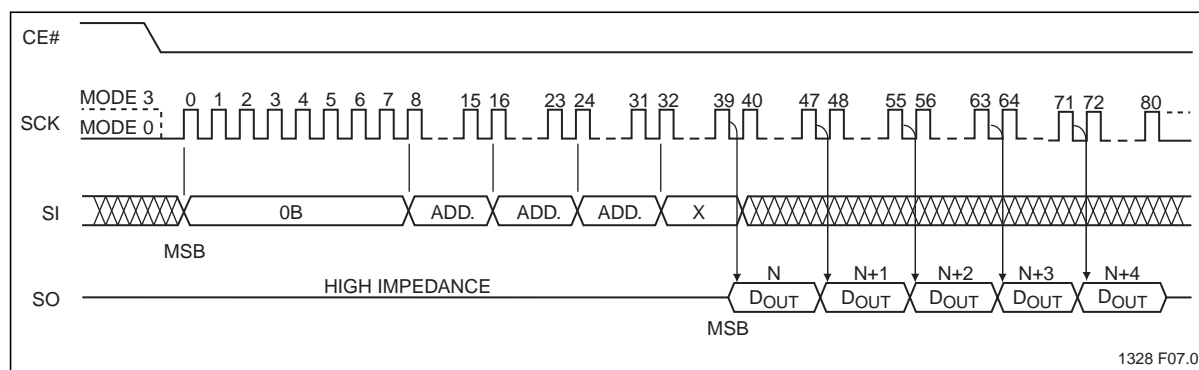 CE#
MODE 3
MODE 0
SCK
0 1 2 3 4 5 6 7 8 15 16 23 24 31 32 39 40 47 48 55 56 63 64 71 72 80
SI
0B ADD. ADD. ADD. X
MSB
N N+1 N+2 N+3 N+4
SO
HIGH IMPEDANCE
DOUT DOUT DOUT DOUT DOUT
MSB
1328 F07.0